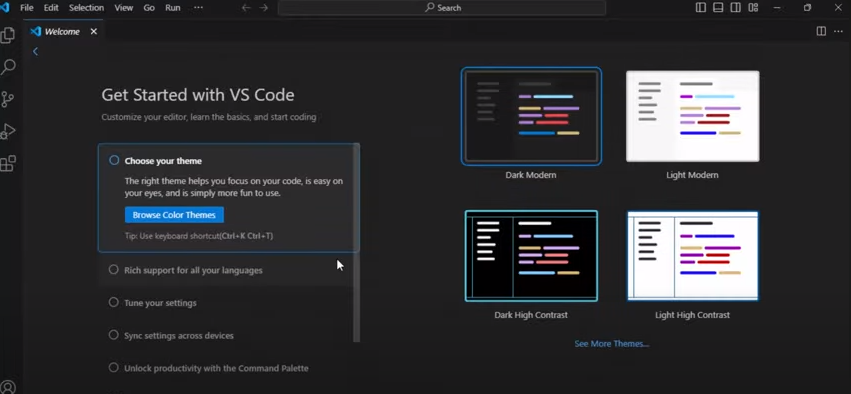 File Edit Selection View Go Run ···
Search
Welcome
Get Started with VS Code
Customize your editor, learn the basics, and start coding
Choose your theme
The right theme helps you focus on your code, is easy on
your eyes, and is simply more fun to use.
Browse Color Themes
Tip: Use keyboard shortcut(Ctrl+K Ctrl+T)
Rich support for all your languages
Tune your settings
Sync settings across devices
Unlock productivity with the Command Palette
Dark Modern
Light Modern
Dark High Contrast
Light High Contrast
See More Themes...